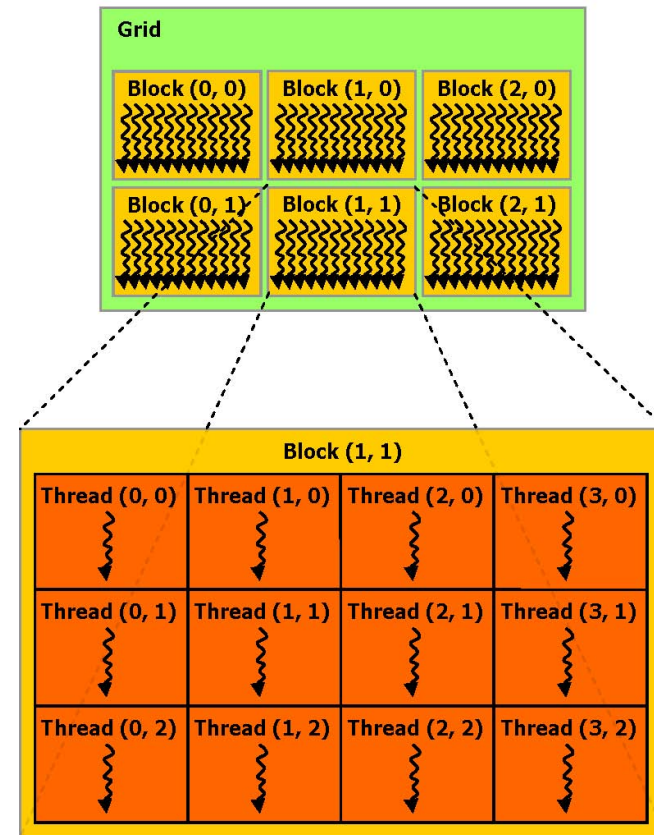 Grid
Block (0, 0) Block (1, 0) Block (2, 0)
Block (0, 1) Block (1, 1) Block (2, 1)
Block (1, 1)
Thread (0, 0) Thread (1, 0) Thread (2, 0) Thread (3, 0)
Thread (0, 1) Thread (1, 1) Thread (2, 1) Thread (3, 1)
Thread (0, 2) Thread (1, 2) Thread (2, 2) Thread (3, 2)